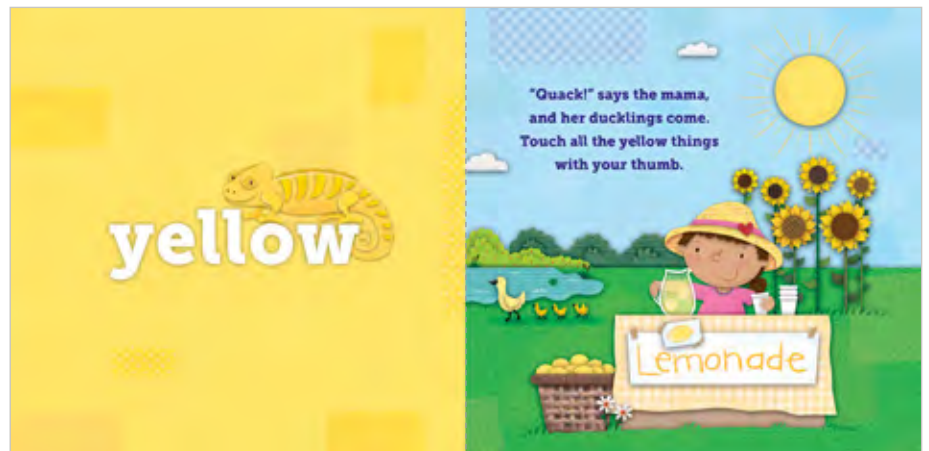 yellow
"Quack!" says the mama,
and her ducklings come.
Touch all the yellow things
with your thumb.
Lemonade